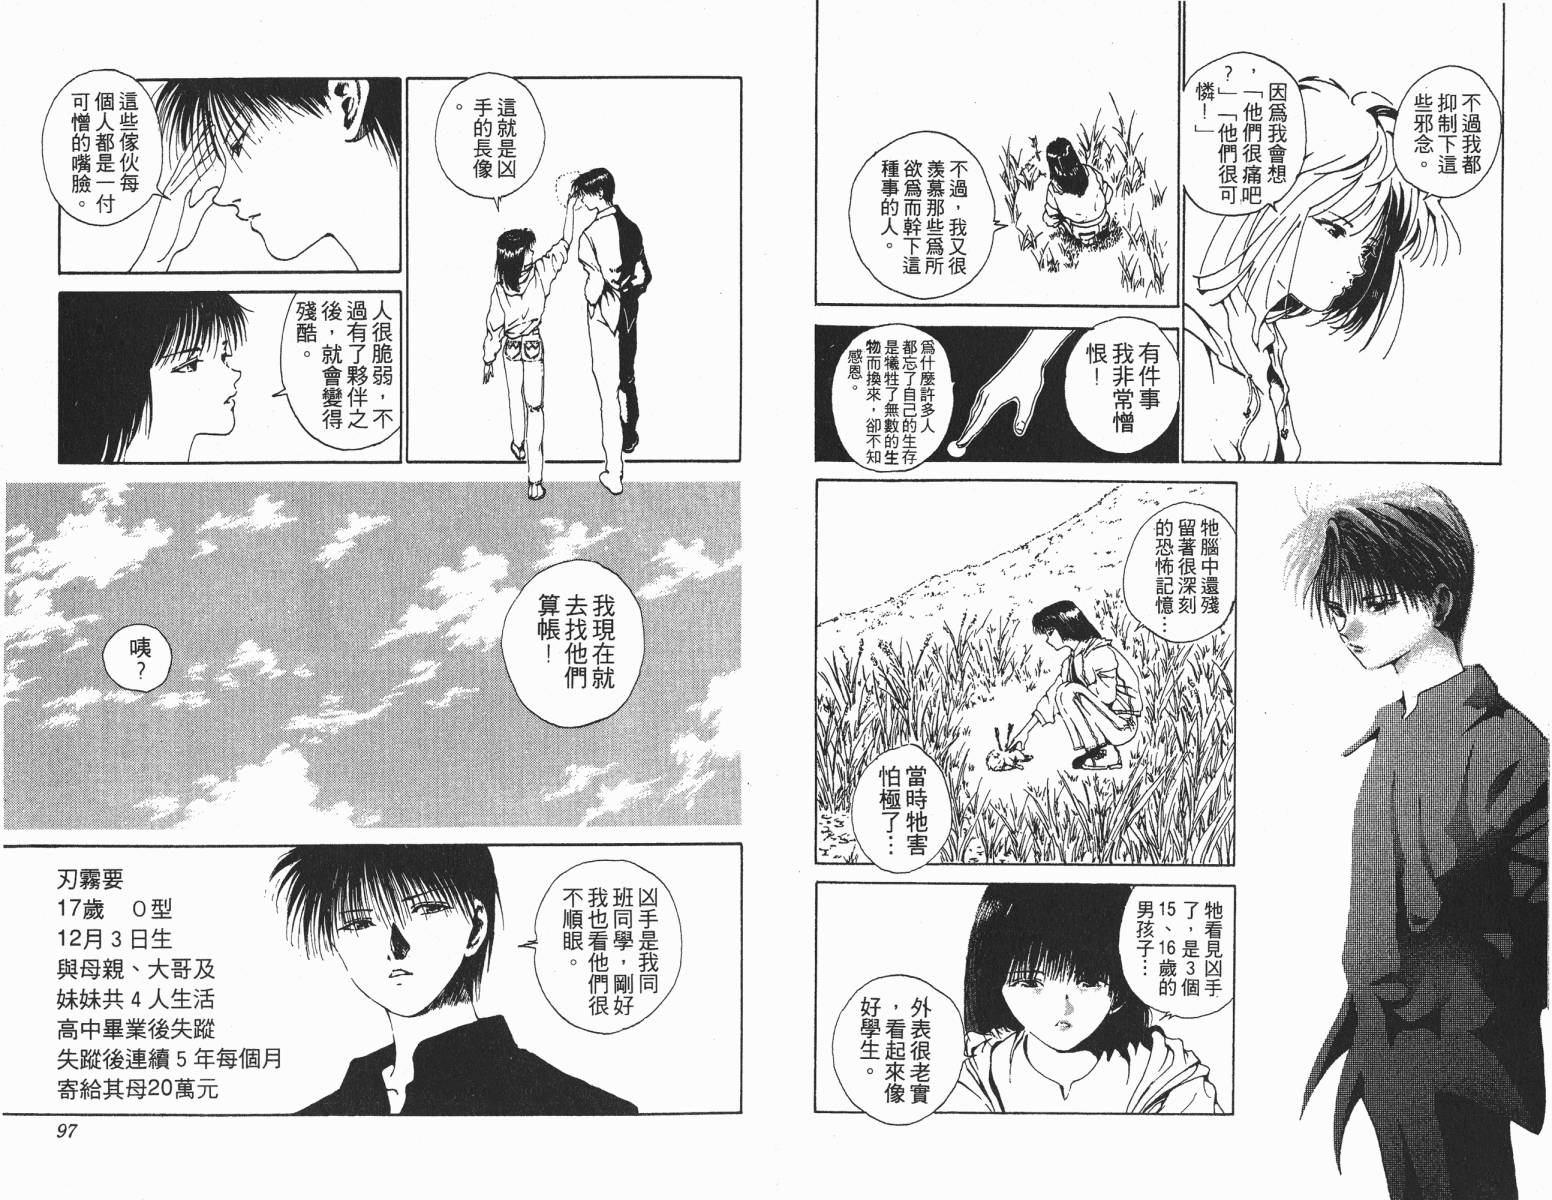 不過我都
抑制下這
些邪念。
因爲我會想
，「他們很痛吧
？」「他們很可
憐！」
不過，我又很
羨慕那些爲所
欲爲而幹下這
種事的人。
有件事
我非常憎
恨！
爲什麼許多人
都忘了自己的生存
是犧牲了無數的生
物而換來，卻不知
感恩。
牠腦中還殘
留著很深刻
的恐怖記憶…
當時牠害
怕極了…
牠看見凶手
了，是3個
15、16歲的
男孩子…
外表很老實
，看起來像
好學生。
這就是凶
手的長像
。
這些傢伙每
個人都是一付
可憎的嘴臉。
人很脆弱，不
過有了夥伴之
後，就會變得
殘酷。
我現在就
去找他們
算帳！
咦？
凶手是我同
班同學，剛好
我也看他們很
不順眼。
刃霧要
17歲　O型
12月3日生
與母親、大哥及
妹妹共4人生活
高中畢業後失蹤
失蹤後連續5年每個月
寄給其母20萬元
97